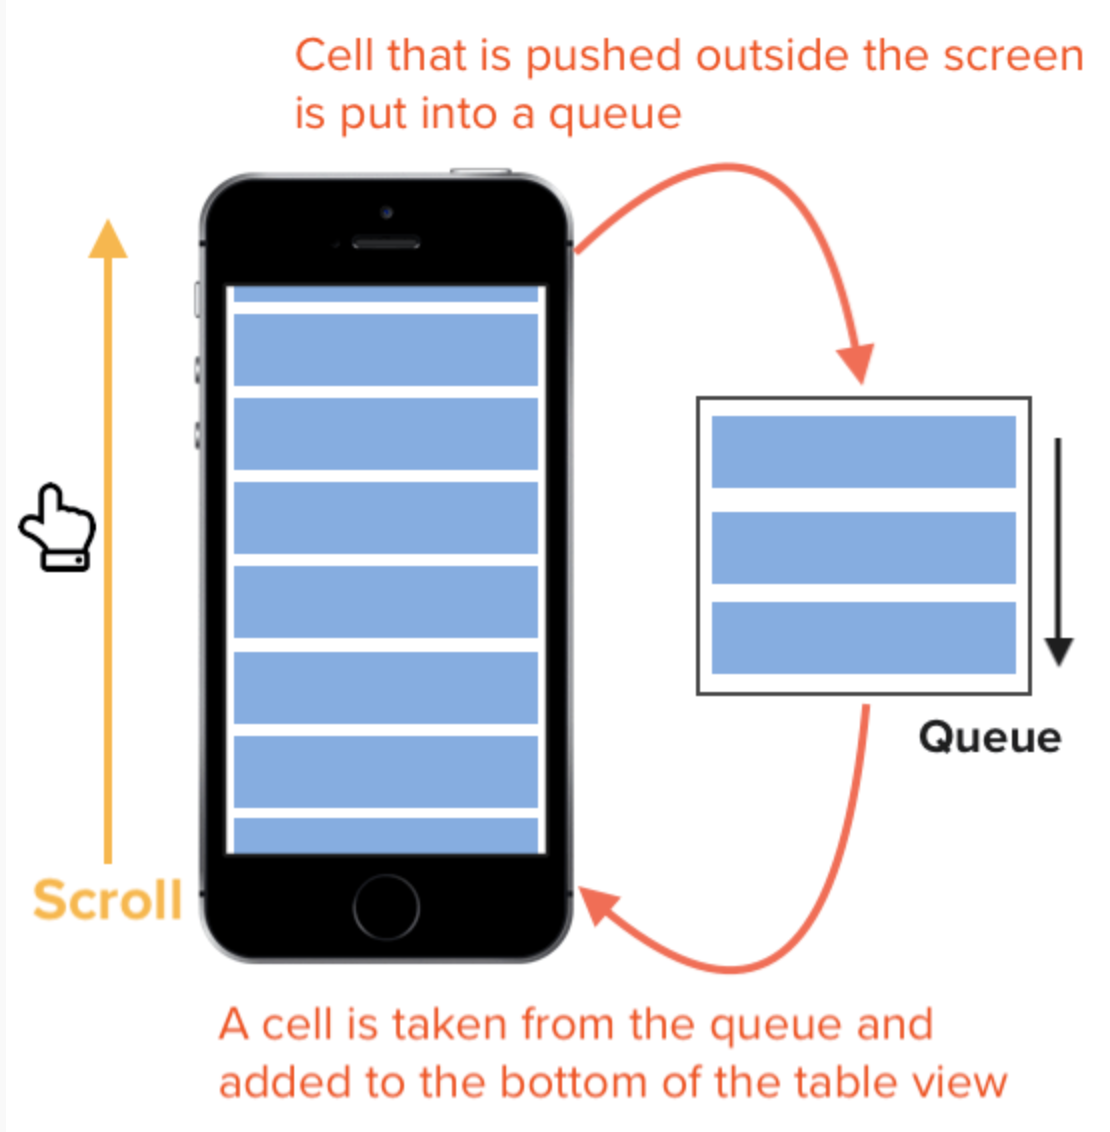 Cell that is pushed outside the screen
is put into a queue
Queue
Scroll
A cell is taken from the queue and
added to the bottom of the table view